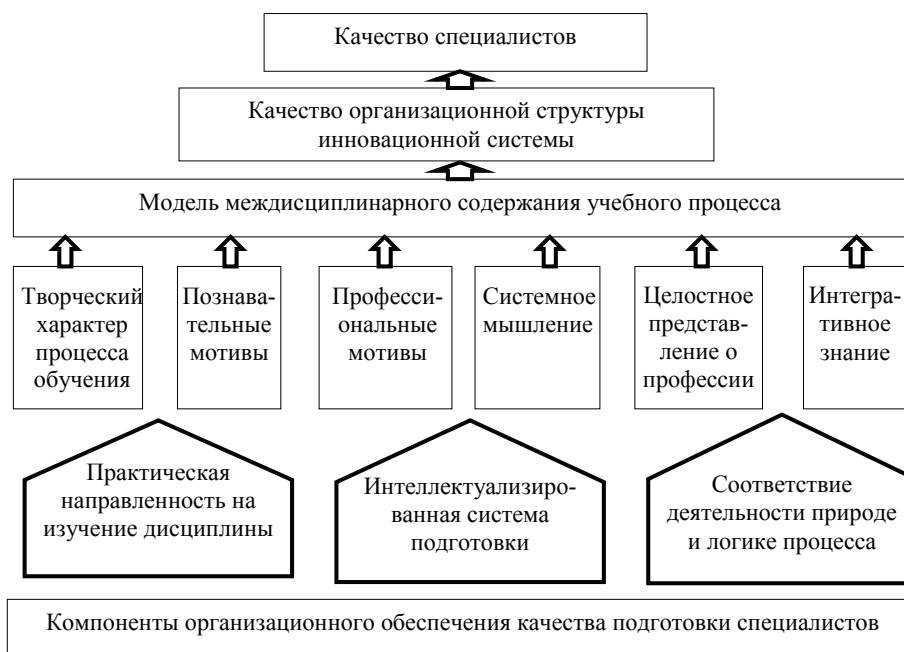 Качество специалистов
Качество организационной структуры
инновационной системы
Модель междисциплинарного содержания учебного процесса
Творческий
характер
процесса
обучения
Познава-
тельные
мотивы
Професси-
ональные
мотивы
Системное
мышление
Целостное
представ-
ление о
профессии
Интегра-
тивное
знание
Практическая
направленность на
изучение дисциплины
Интеллектуализиро-
ванная система
подготовки
Соответствие
деятельности природе
и логике процесса
Компоненты организационного обеспечения качества подготовки специалистов